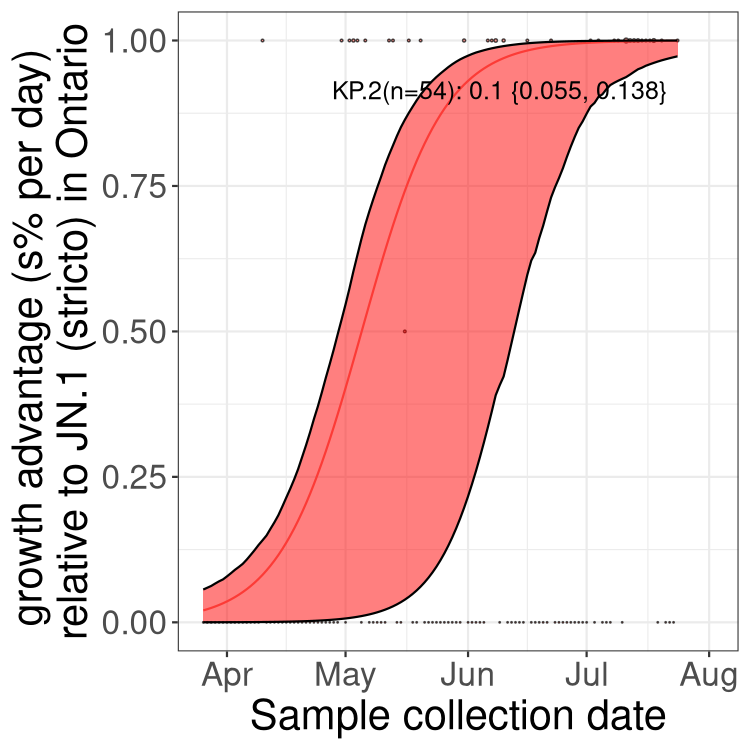 growth advantage (s% per day)
relative to JN.1 (stricto) in Ontario
1.00
0.75
0.50
0.25
0.00
KP.2(n=54): 0.1 {0.055, 0.138}
Apr May Jun Jul Aug
Sample collection date